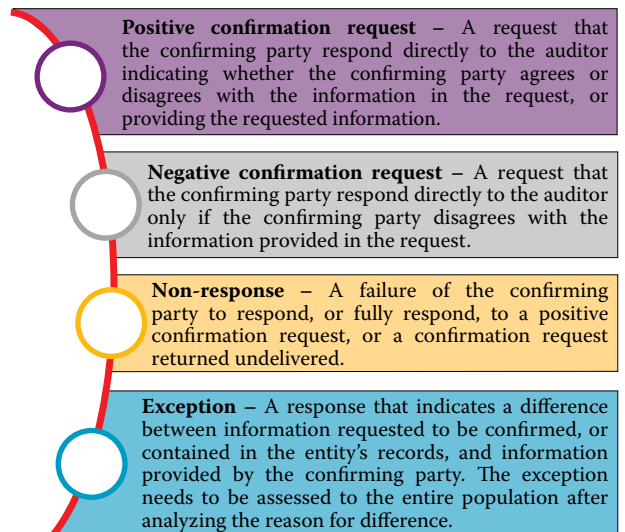 Positive confirmation request – A request that
the confirming party respond directly to the auditor
indicating whether the confirming party agrees or
disagrees with the information in the request, or
providing the requested information.
Negative confirmation request – A request that
the confirming party respond directly to the auditor
only if the confirming party disagrees with the
information provided in the request.
Non-response – A failure of the confirming
party to respond, or fully respond, to a positive
confirmation request, or a confirmation request
returned undelivered.
Exception – A response that indicates a difference
between information requested to be confirmed, or
contained in the entity's records, and information
provided by the confirming party. The exception
needs to be assessed to the entire population after
analyzing the reason for difference.